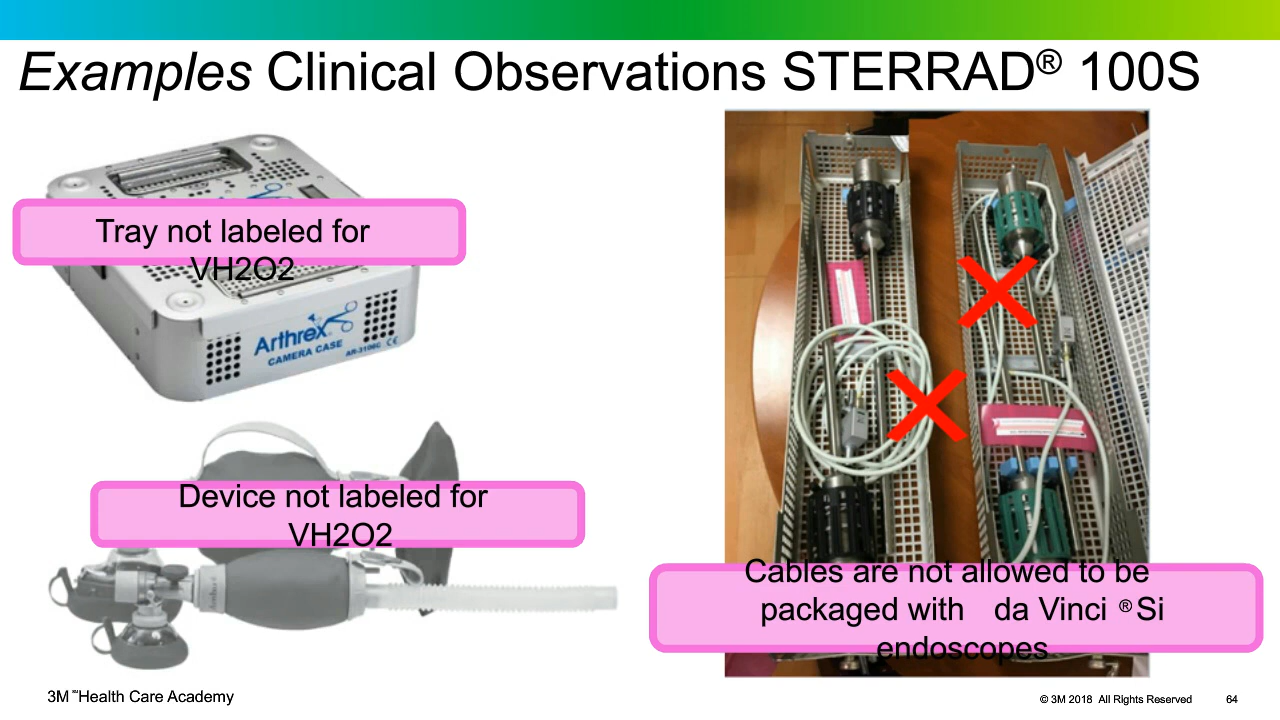 Examples Clinical Observations STERRAD® 100S
Tray not labeled for
VH2O2
Arthrex
CAMERA CASE AR-3106C CE
Device not labeled for
VH2O2
Cables are not allowed to be
packaged with da Vinci ® Si
endoscopes
3M ™Health Care Academy
© 3M 2018 All Rights Reserved 64